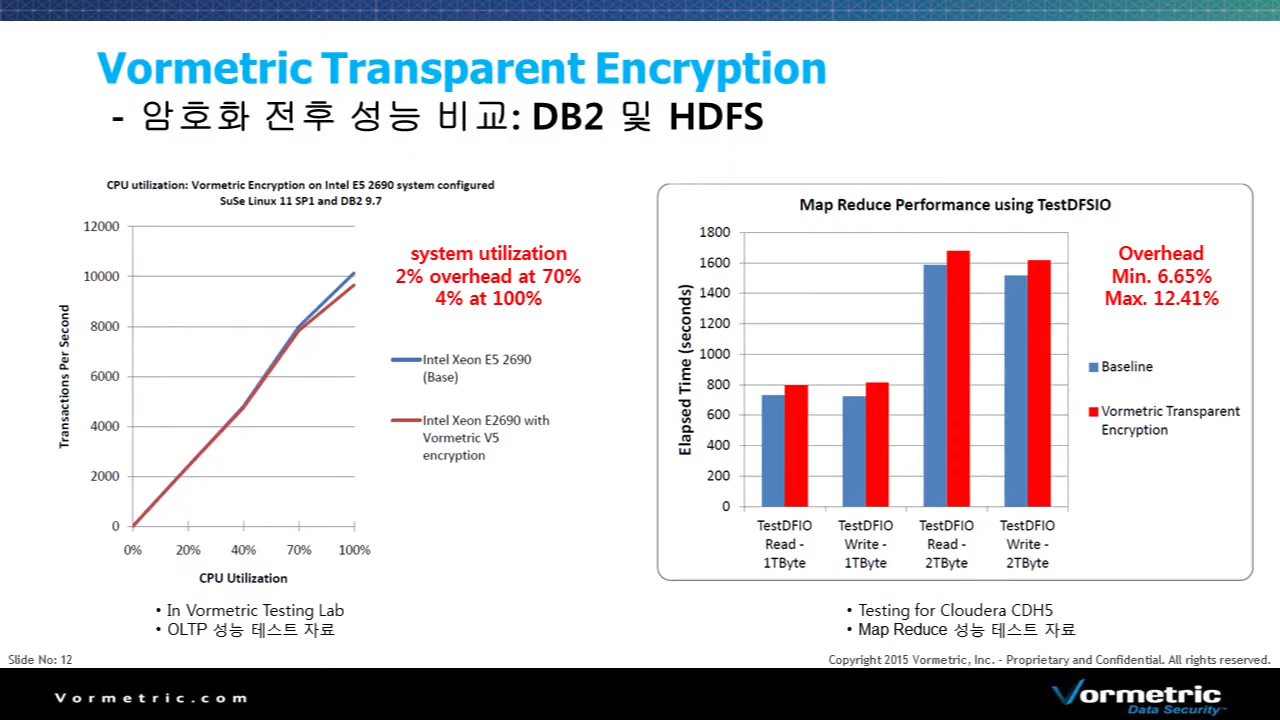 Vormetric Transparent Encryption
- 암호화 전후 성능 비교: DB2 및 HDFS
CPU utilization: Vormetric Encryption on Intel E5 2690 system configured
SuSe Linux 11 SP1 and DB2 9.7
12000
10000
8000
6000
4000
2000
0
Transactions Per Second
0% 20% 40% 70% 100%
CPU Utilization
system utilization
2% overhead at 70%
4% at 100%
Intel Xeon E5 2690
(Base)
Intel Xeon E2690 with
Vormetric V5
encryption
• In Vormetric Testing Lab
• OLTP 성능 테스트 자료
Map Reduce Performance using TestDFSIO
1800
1600
1400
1200
1000
800
600
400
200
0
Elapsed Time (seconds)
TestDFIO TestDFIO TestDFIO TestDFIO
Read - Write - Read - Write -
1TByte 1TByte 2TByte 2TByte
Overhead
Min. 6.65%
Max. 12.41%
Baseline
Vormetric Transparent
Encryption
• Testing for Cloudera CDH5
• Map Reduce 성능 테스트 자료
Slide No: 12
Copyright 2015 Vormetric, Inc. - Proprietary and Confidential. All rights reserved.
Vormetric.com
Vormetric
Data Security™